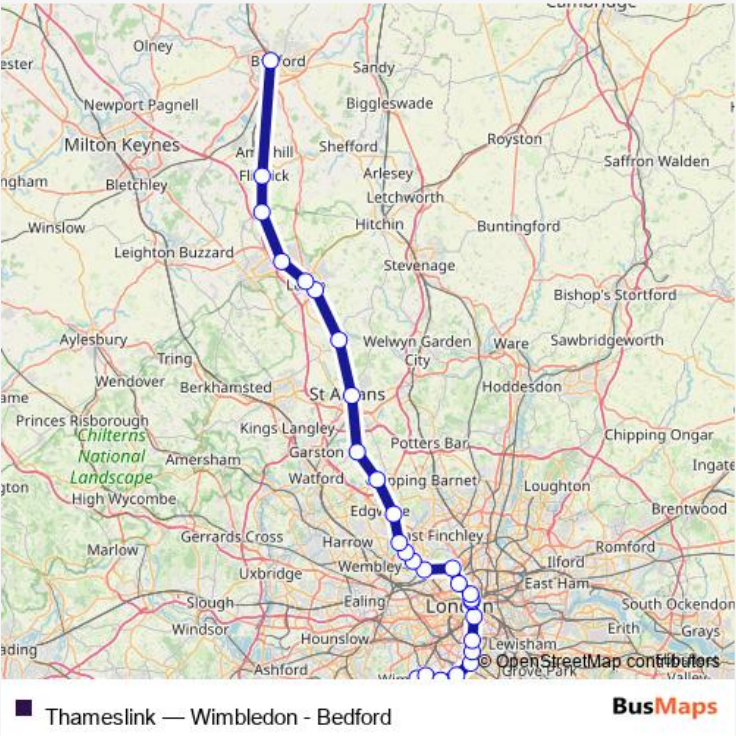 Cambridge
Olney
Sandy
Newport Pagnell
Biggleswade
Milton Keynes
Royston
Shefford
Saffron Walden
Flitwick
Bletchley
Arlesey
Letchworth
Winslow
Hitchin
Buntingford
Leighton Buzzard
Stevenage
Bishop's Stortford
Aylesbury
Welwyn Garden
City
Ware
Sawbridgeworth
Tring
Wendover
Berkhamsted
Hoddesdon
Princes Risborough
Chilterns
National
Landscape
Kings Langley
Potters Bar
Chipping Ongar
Amersham
Garston
Watford
Loughton
High Wycombe
Brentwood
Gerrards Cross
Harrow
Marlow
Wembley
Romford
Ilford
Uxbridge
East Ham
Slough
Ealing
London
South Ockendon
Windsor
Hounslow
Erith
Grays
Lewisham
Ashford
Grove Park
© OpenStreetMap contributors
Thameslink — Wimbledon - Bedford
BusMaps